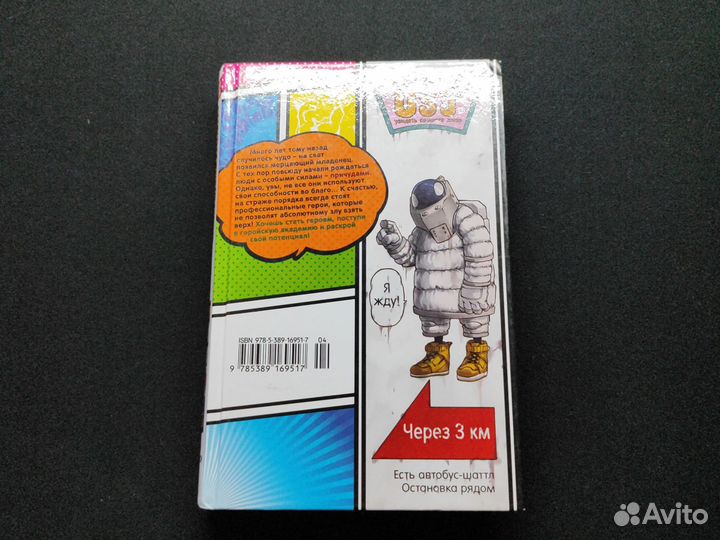 USJ
Много лет тому назад
случилось чудо – на свет
появился мерцающий младенец.
С тех пор повсюду начали рождаться
люди с особыми силами – причудами.
Однако, увы, не все они используют
свои способности во благо... К счастью,
на страже порядка всегда стоят
профессиональные герои, которые
не позволят абсолютному злу взять
верх! Хочешь стать героем, поступи
в геройскую академию и раскрой
свой потенциал!
Я
жду!
ISBN 978-5-389-16951-7
04
9 785389 169517
Через 3 км
Есть автобус-шаттл
Остановка рядом
Avito